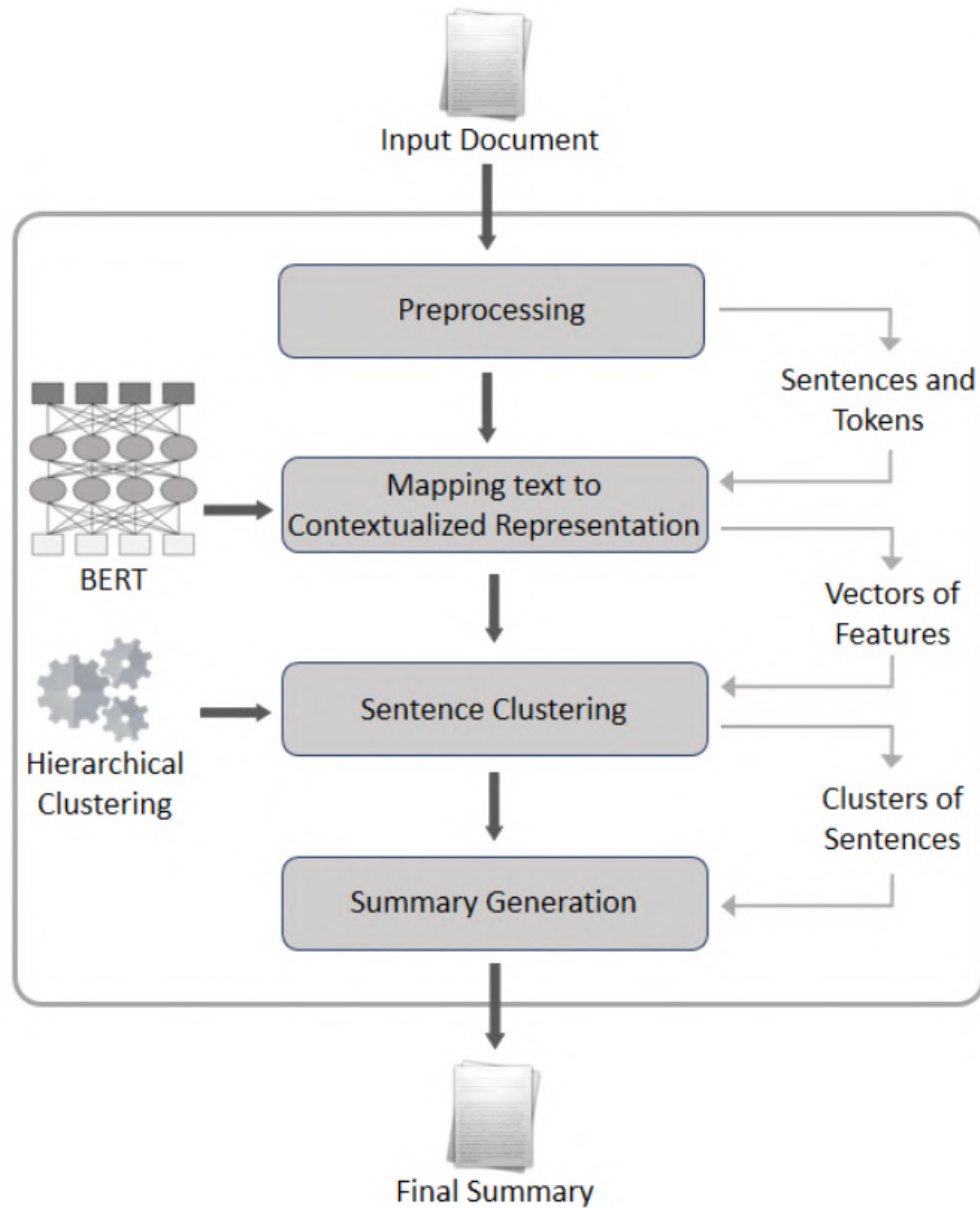 Input Document
Preprocessing
Sentences and
Tokens
Mapping text to
Contextualized Representation
BERT
Vectors of
Features
Sentence Clustering
Hierarchical
Clustering
Clusters of
Sentences
Summary Generation
Final Summary